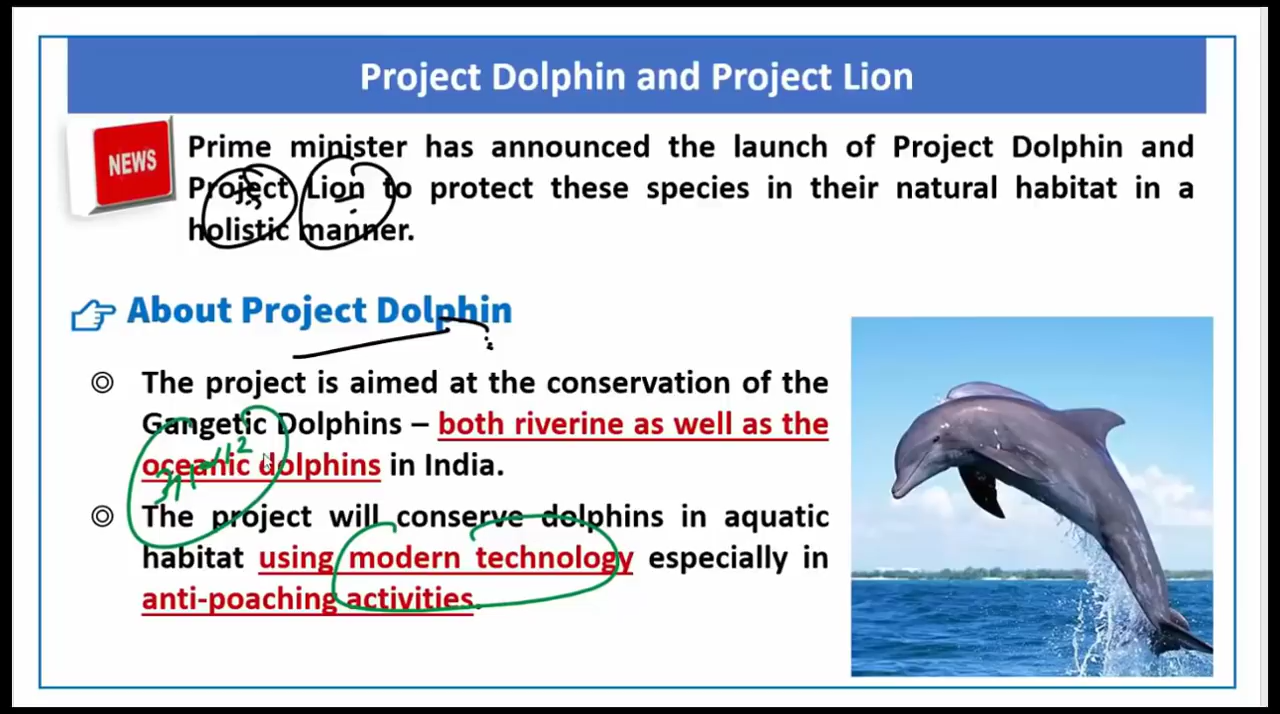 Project Dolphin and Project Lion
NEWS
Prime minister has announced the launch of Project Dolphin and
Project Lion to protect these species in their natural habitat in a
holistic manner.
About Project Dolphin
The project is aimed at the conservation of the
Gangetic Dolphins – both riverine as well as the
oceanic dolphins in India.
The project will conserve dolphins in aquatic
habitat using modern technology especially in
anti-poaching activities.